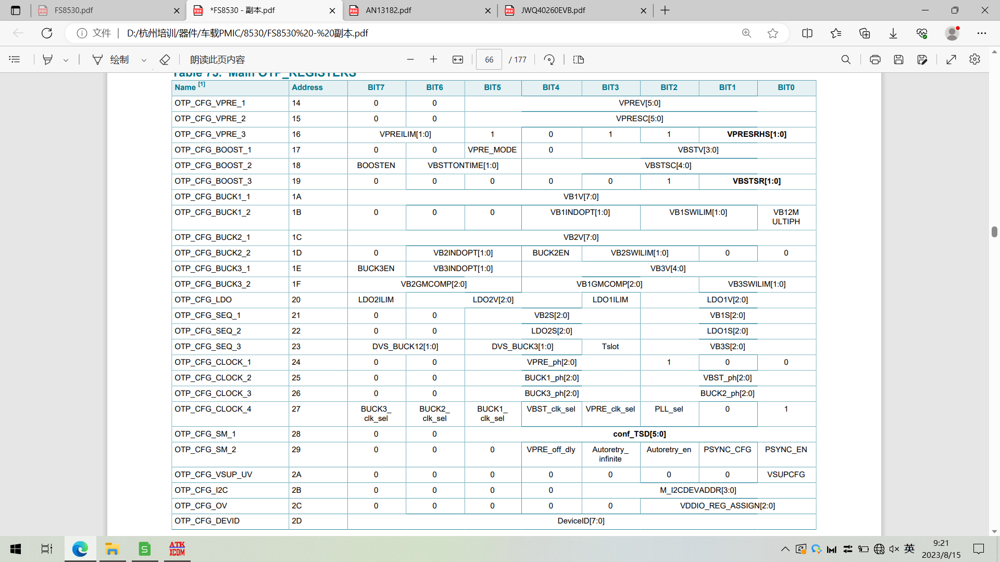 FS8530.pdf
*FS8530 - 副本.pdf
AN13182.pdf
JWQ40260EVB.pdf
文件
D:/杭州培训/器件/车载PMIC/8530/FS8530%20-%20副本.pdf
绘制
朗读此页内容
66 / 177
Table 75. Main OTP_REGISTERS
Name [1] Address BIT7 BIT6 BIT5 BIT4 BIT3 BIT2 BIT1 BIT0
OTP_CFG_VPRE_1 14 0 0 VPREV[5:0]
OTP_CFG_VPRE_2 15 0 0 VPRESC[5:0]
OTP_CFG_VPRE_3 16 VPREILIM[1:0] 1 0 1 1 VPRESRHS[1:0]
OTP_CFG_BOOST_1 17 0 0 VPRE_MODE 0 VBSTV[3:0]
OTP_CFG_BOOST_2 18 BOOSTEN VBSTTONTIME[1:0] VBSTSC[4:0]
OTP_CFG_BOOST_3 19 0 0 0 0 0 1 VBSTSR[1:0]
OTP_CFG_BUCK1_1 1A VB1V[7:0]
OTP_CFG_BUCK1_2 1B 0 0 0 VB1INDOPT[1:0] VB1SWILIM[1:0] VB12M
ULTIPH
OTP_CFG_BUCK2_1 1C VB2V[7:0]
OTP_CFG_BUCK2_2 1D 0 VB2INDOPT[1:0] BUCK2EN VB2SWILIM[1:0] 0 0
OTP_CFG_BUCK3_1 1E BUCK3EN VB3INDOPT[1:0] VB3V[4:0]
OTP_CFG_BUCK3_2 1F VB2GMCOMP[2:0] VB1GMCOMP[2:0] VB3SWILIM[1:0]
OTP_CFG_LDO 20 LDO2ILIM LDO2V[2:0] LDO1ILIM LDO1V[2:0]
OTP_CFG_SEQ_1 21 0 0 VB2S[2:0] VB1S[2:0]
OTP_CFG_SEQ_2 22 0 0 LDO2S[2:0] LDO1S[2:0]
OTP_CFG_SEQ_3 23 DVS_BUCK12[1:0] DVS_BUCK3[1:0] Tslot VB3S[2:0]
OTP_CFG_CLOCK_1 24 0 0 VPRE_ph[2:0] 1 0 0
OTP_CFG_CLOCK_2 25 0 0 BUCK1_ph[2:0] VBST_ph[2:0]
OTP_CFG_CLOCK_3 26 0 0 BUCK3_ph[2:0] BUCK2_ph[2:0]
OTP_CFG_CLOCK_4 27 BUCK3_ BUCK2_ BUCK1_ VBST_clk_sel VPRE_clk_sel PLL_sel 0 1
clk_sel clk_sel clk_sel
OTP_CFG_SM_1 28 0 0 conf_TSD[5:0]
OTP_CFG_SM_2 29 0 0 0 VPRE_off_dly Autoretry_ Autoretry_en PSYNC_CFG PSYNC_EN
infinite
OTP_CFG_VSUP_UV 2A 0 0 0 0 0 0 0 VSUPCFG
OTP_CFG_I2C 2B 0 0 0 0 M_I2CDEVADDR[3:0]
OTP_CFG_OV 2C 0 0 0 0 0 VDDIO_REG_ASSIGN[2:0]
OTP_CFG_DEVID 2D DeviceID[7:0]
ATK
XCOM
英
9:21
2023/8/15